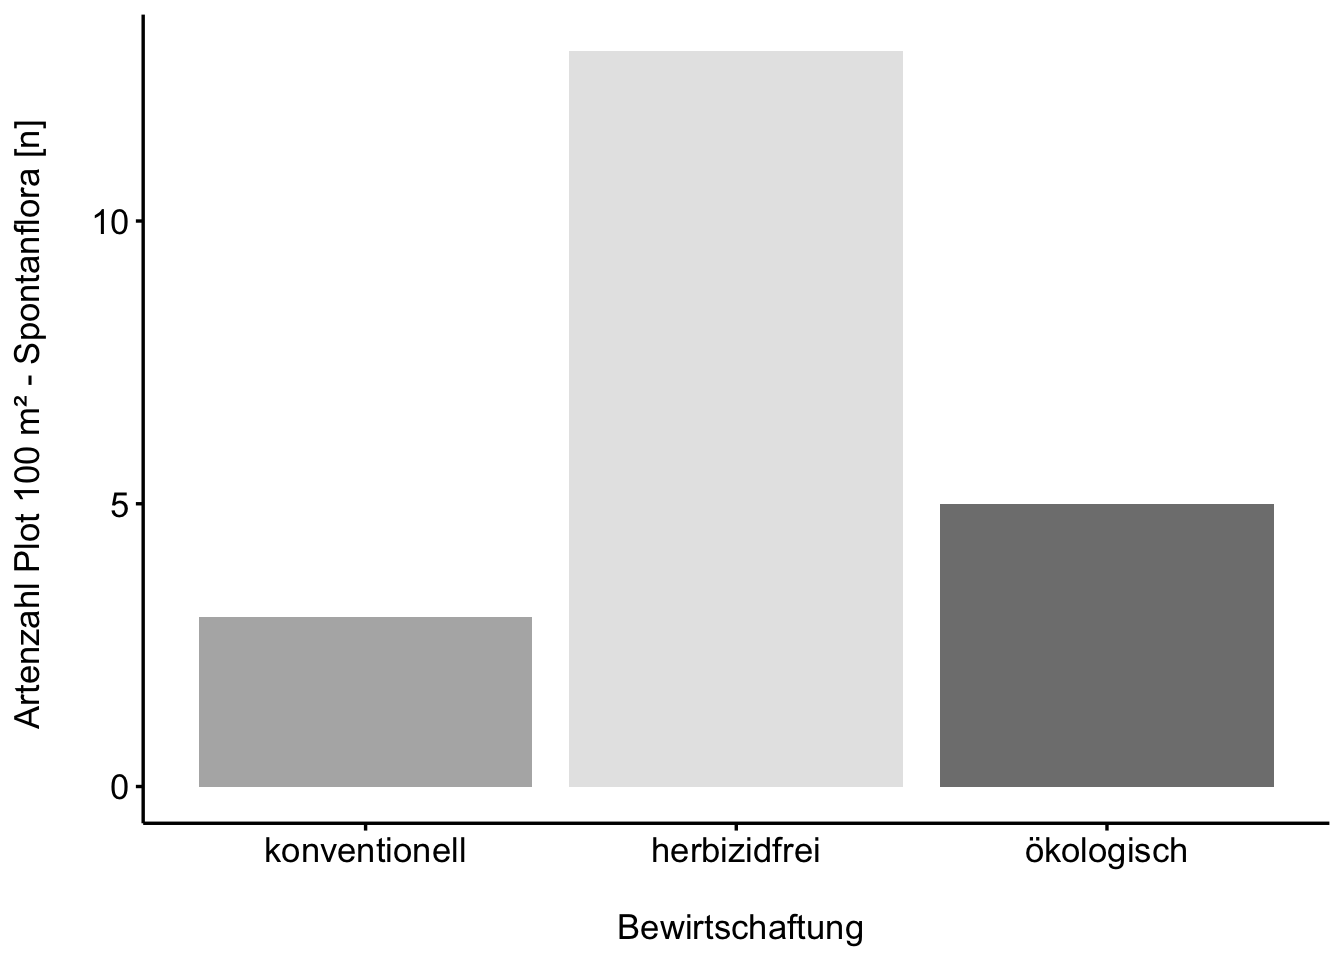 Artenzahl Plot 100 m² - Spontanflora [n]
10
5
0
konventionell herbizidfrei ökologisch
Bewirtschaftung